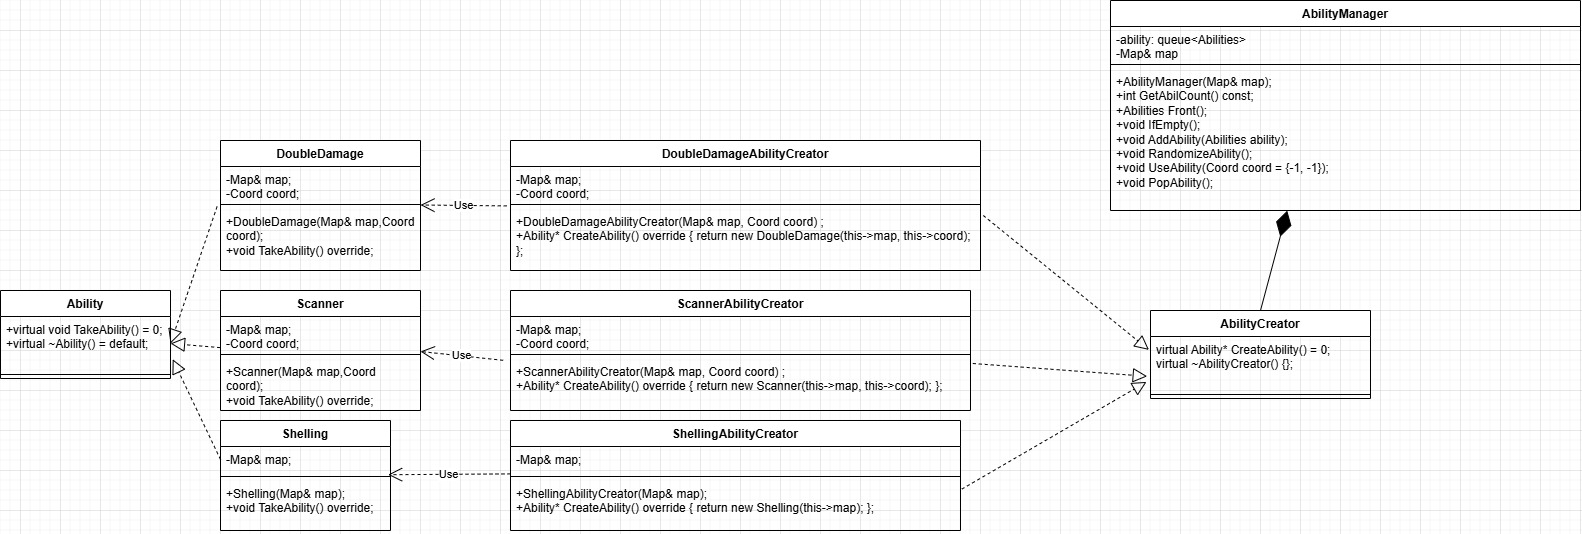 AbilityManager
-ability: queue<Abilities>
-Map& map
+AbilityManager(Map& map);
+int GetAbilCount() const;
+Abilities Front();
+void IfEmpty();
+void AddAbility(Abilities ability);
+void RandomizeAbility();
+void UseAbility(Coord coord = {-1, -1});
+void PopAbility();
DoubleDamage
-Map& map;
-Coord coord;
+DoubleDamage(Map& map,Coord
coord);
+void TakeAbility() override;
Use
DoubleDamageAbilityCreator
-Map& map;
-Coord coord;
+DoubleDamageAbilityCreator(Map& map, Coord coord) ;
+Ability* CreateAbility() override { return new DoubleDamage(this->map, this->coord);
};
Ability
+virtual void TakeAbility() = 0;
+virtual ~Ability() = default;
Scanner
-Map& map;
-Coord coord;
+Scanner(Map& map,Coord
coord);
+void TakeAbility() override;
Use
ScannerAbilityCreator
-Map& map;
-Coord coord;
+ScannerAbilityCreator(Map& map, Coord coord) ;
+Ability* CreateAbility() override { return new Scanner(this->map, this->coord); };
AbilityCreator
virtual Ability* CreateAbility() = 0;
virtual ~AbilityCreator() {};
Shelling
-Map& map;
+Shelling(Map& map);
+void TakeAbility() override;
Use
ShellingAbilityCreator
-Map& map;
+ShellingAbilityCreator(Map& map);
+Ability* CreateAbility() override { return new Shelling(this->map); };